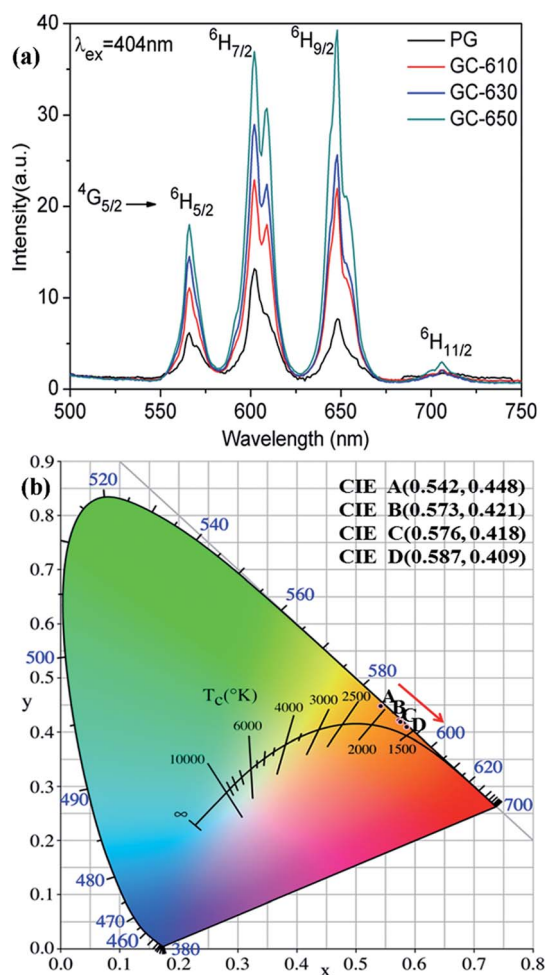 (a)
λex=404nm
6H7/2
6H9/2
PG
GC-610
GC-630
GC-650
4G5/2 → 6H5/2
6H11/2
Intensity(a.u.)
40
30
20
10
0
500 550 600 650 700 750
Wavelength (nm)
(b)
CIE A(0.542,0.448)
CIE B(0.573,0.421)
CIE C(0.576,0.418)
CIE D(0.587,0.409)
0.9
0.8
0.7
0.6
0.5
y
0.4
0.3
0.2
0.1
0.0
520
540
560
500
580
Tc(°K)
A
B
C
D
600
10000 6000 4000 3000 2500 2000 1500
620
∞
700
490
480
470
460
380
0.0 0.1 0.2 0.3 0.4 0.5 0.6 0.7 0.8
x